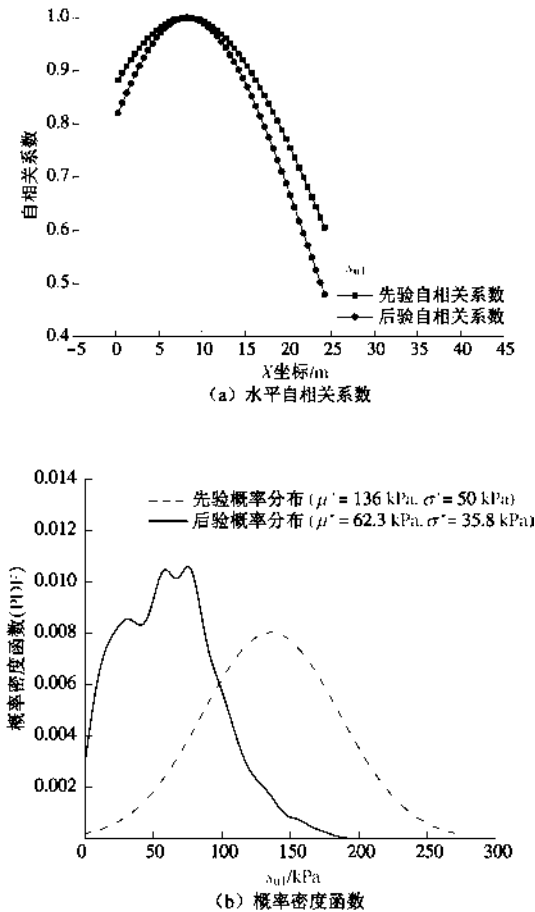 1.0
0.9
0.8
0.7
0.6
0.5
0.4
自相关系数
s_u1
先验自相关系数
后验自相关系数
-5 0 5 10 15 20 25 30 35 40 45
X坐标/m
(a) 水平自相关系数
0.014
0.012
0.010
0.008
0.006
0.004
0.002
概率密度函数(PDF)
先验概率分布 (μ' = 136 kPa, σ' = 50 kPa)
后验概率分布 (μ" = 62.3 kPa, σ" = 35.8 kPa)
0 50 100 150 200 250 300
s_u1/kPa
(b) 概率密度函数